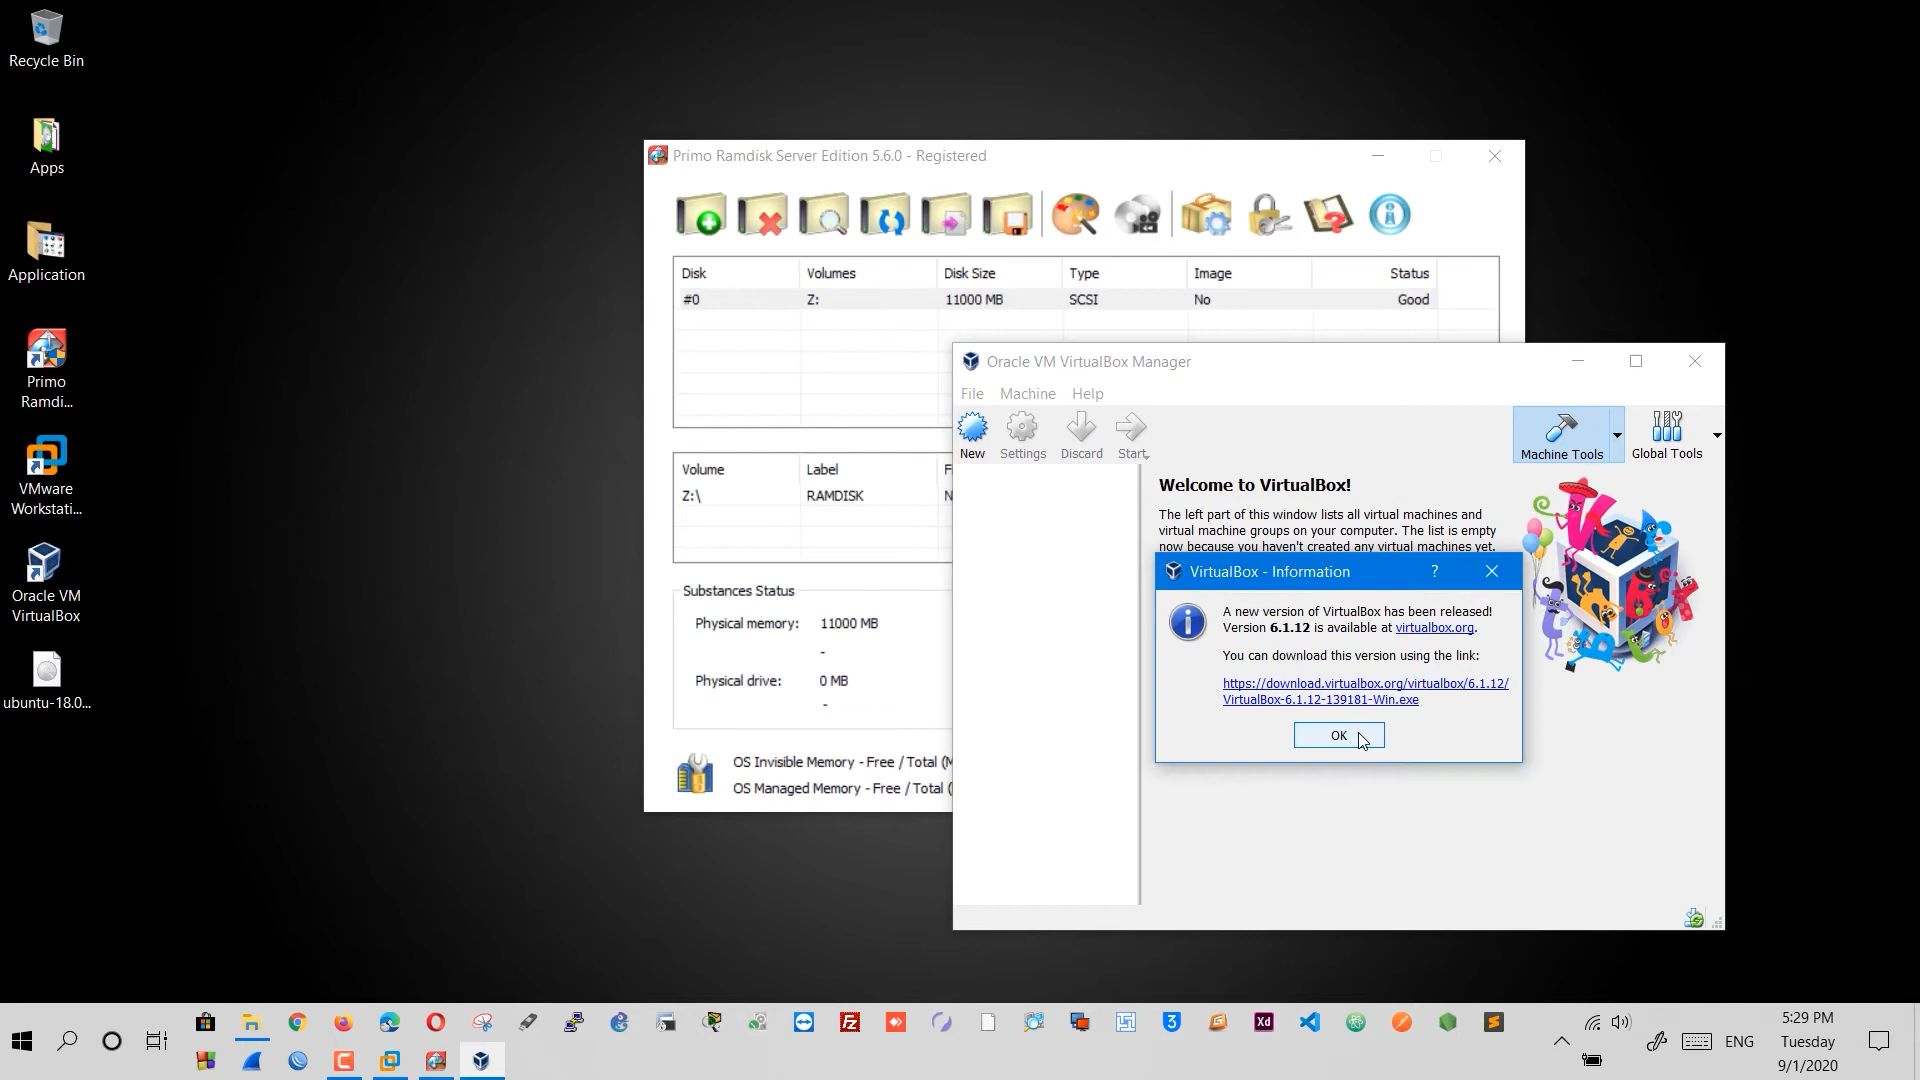 Recycle Bin
Apps
Application
Primo
Ramdi...
VMware
Workstati...
Oracle VM
VirtualBox
ubuntu-18.0...
Primo Ramdisk Server Edition 5.6.0 - Registered
Disk Volumes Disk Size Type Image Status
#0 Z: 11000 MB SCSI No Good
Volume Label F
Z:\ RAMDISK N
Substances Status
Physical memory: 11000 MB
-
Physical drive: 0 MB
-
OS Invisible Memory - Free / Total (M
OS Managed Memory - Free / Total (
Oracle VM VirtualBox Manager
File Machine Help
New Settings Discard Start
Machine Tools Global Tools
Welcome to VirtualBox!
The left part of this window lists all virtual machines and
virtual machine groups on your computer. The list is empty
now because you haven't created any virtual machines yet.
VirtualBox - Information ?
A new version of VirtualBox has been released!
Version 6.1.12 is available at virtualbox.org.
You can download this version using the link:
https://download.virtualbox.org/virtualbox/6.1.12/
VirtualBox-6.1.12-139181-Win.exe
OK
ENG
5:29 PM
Tuesday
9/1/2020